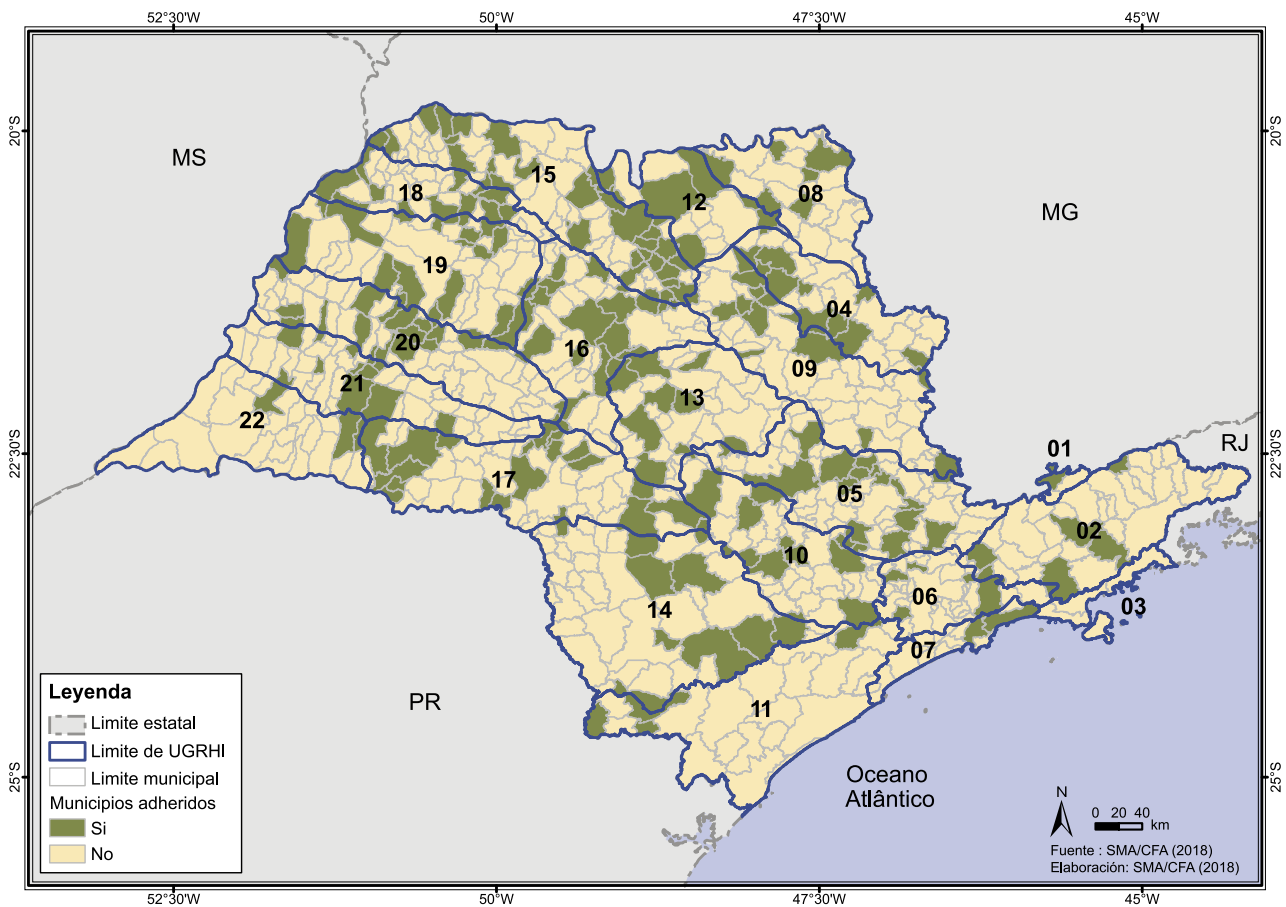 52°30'W 50°W 47°30'W 45°W
20°S 20°S
MS
MG
15
08
18
12
19
04
20
16
09
21
13
22
22°30'S 22°30'S
01
RJ
17
05
02
10
06
03
14
07
11
PR
Leyenda
Limite estatal
Limite de UGRHI
Limite municipal
Municipios adheridos
Si
No
25°S 25°S
Oceano
Atlântico
N
0 20 40
km
Fuente : SMA/CFA (2018)
Elaboración: SMA/CFA (2018)
52°30'W 50°W 47°30'W 45°W